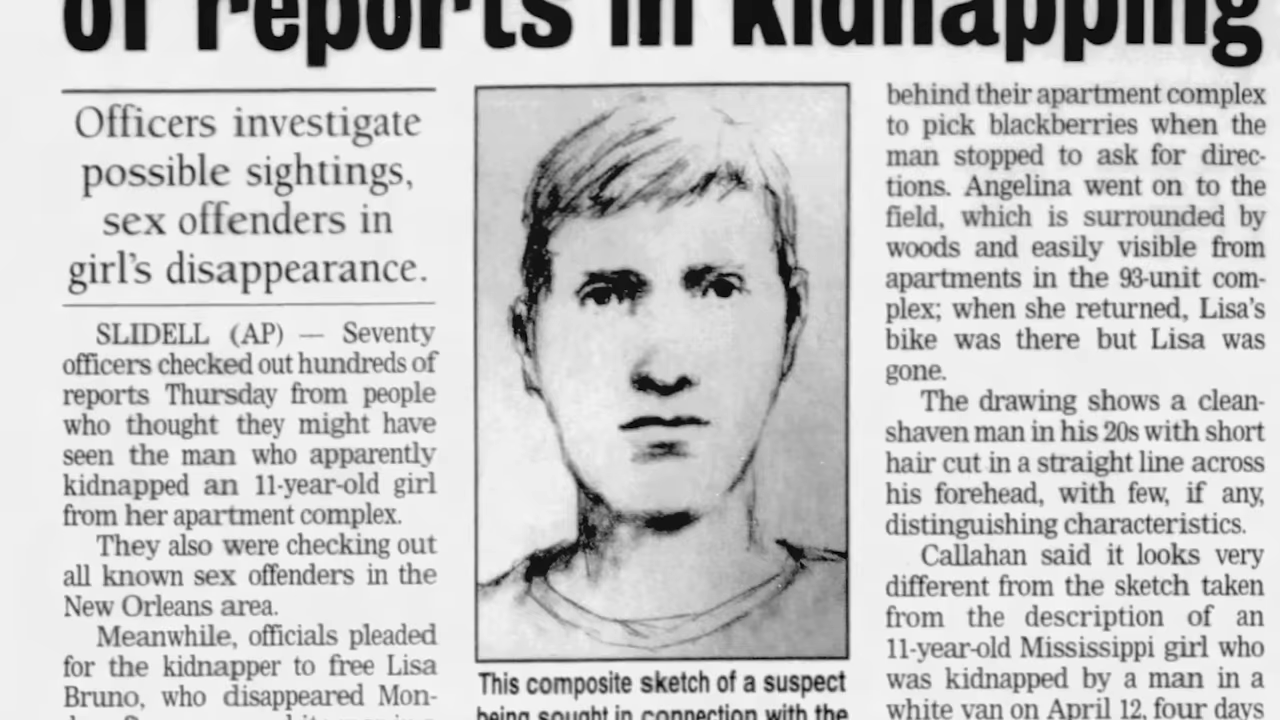 of reports in kidnapping
Officers investigate
possible sightings,
sex offenders in
girl's disappearance.
SLIDELL (AP) — Seventy
officers checked out hundreds of
reports Thursday from people
who thought they might have
seen the man who apparently
kidnapped an 11-year-old girl
from her apartment complex.
They also were checking out
all known sex offenders in the
New Orleans area.
Meanwhile, officials pleaded
for the kidnapper to free Lisa
Bruno, who disappeared Mon-
This composite sketch of a suspect
being sought in connection with the
behind their apartment complex
to pick blackberries when the
man stopped to ask for direc-
tions. Angelina went on to the
field, which is surrounded by
woods and easily visible from
apartments in the 93-unit com-
plex; when she returned, Lisa's
bike was there but Lisa was
gone.
The drawing shows a clean-
shaven man in his 20s with short
hair cut in a straight line across
his forehead, with few, if any,
distinguishing characteristics.
Callahan said it looks very
different from the sketch taken
from the description of an
11-year-old Mississippi girl who
was kidnapped by a man in a
white van on April 12, four days